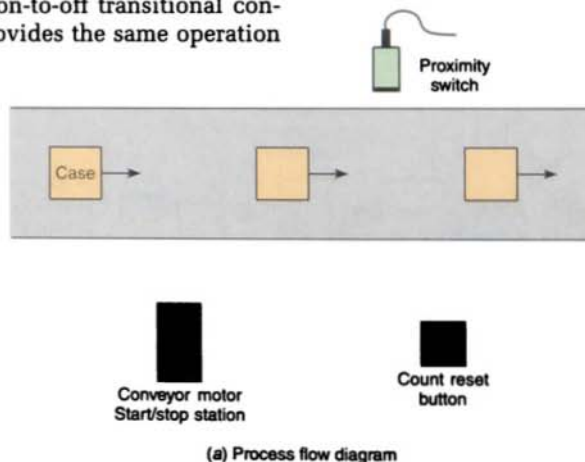 on-to-off transitional con-
ovides the same operation
Proximity
switch
Case
Conveyor motor
Start/stop station
Count reset
button
(a) Process flow diagram